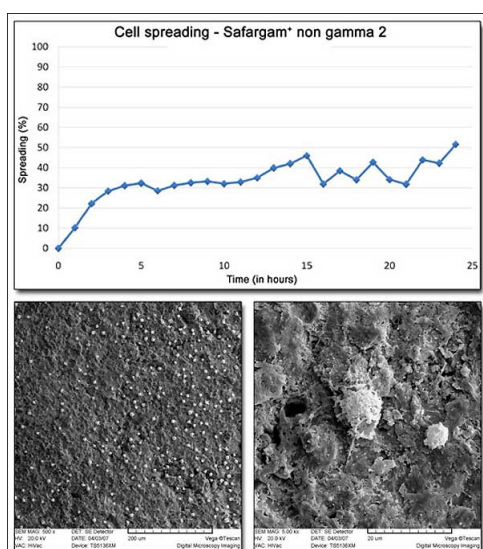 Cell spreading - Safargam⁺ non gamma 2
100
90
80
70
60
50
40
30
20
10
0
Spreading (%)
0 5 10 15 20 25
Time (in hours)
SEM MAG: 500 x DET: SE Detector
HV: 20.0 kV DATE: 04/03/07 200 um Vega ©Tescan
VAC: HiVac Device: TS5136XM Digital Microscopy Imaging
SEM MAG: 5.00 kx DET: SE Detector
HV: 20.0 kV DATE: 04/03/07 20 um Vega ©Tescan
VAC: HiVac Device: TS5136XM Digital Microscopy Imaging